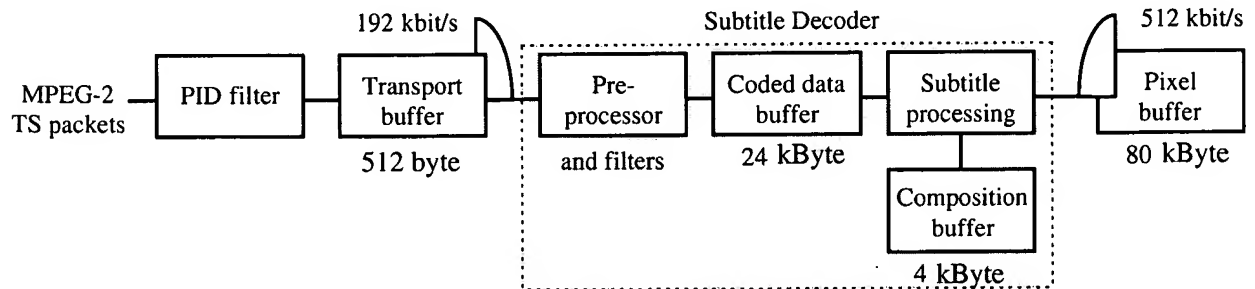 192 kbit/s
Subtitle Decoder
512 kbit/s
MPEG-2
TS packets
PID filter
Transport
buffer
512 byte
Pre-
processor
and filters
Coded data
buffer
24 kByte
Subtitle
processing
Composition
buffer
4 kByte
Pixel
buffer
80 kByte